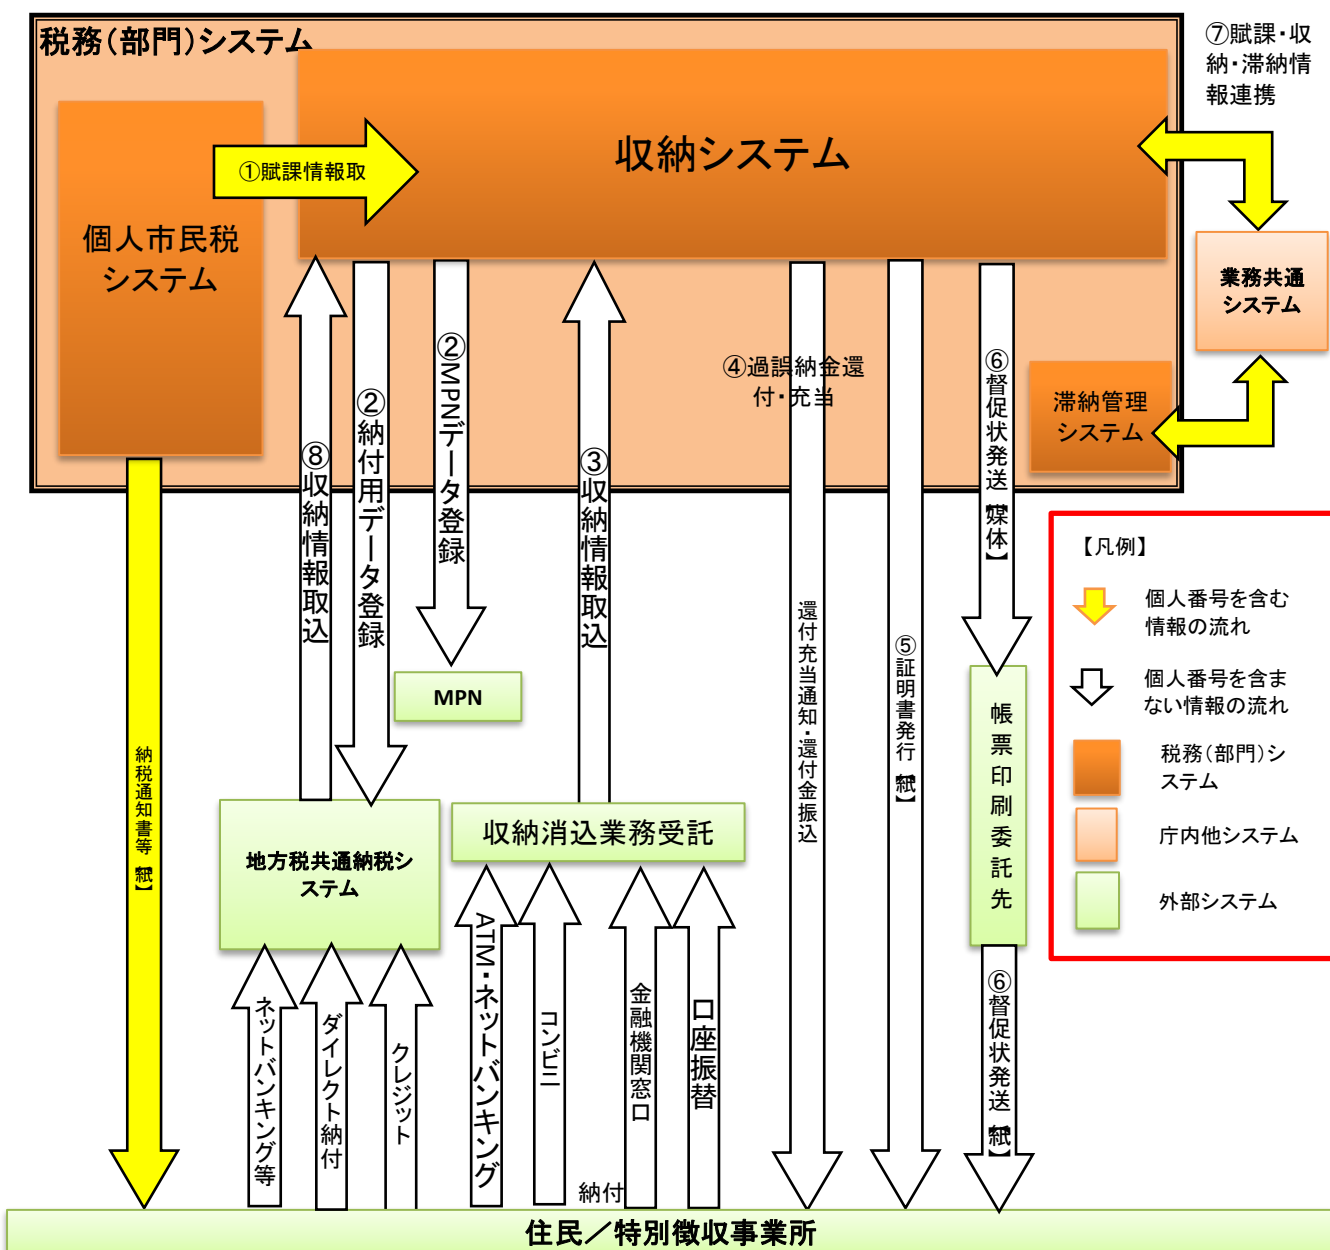 税務(部門)システム
⑦賦課・収
納・滞納情
報連携
収納システム
①賦課情報取
個人市民税
システム
業務共通
システム
②MPNデータ登録
④過誤納金還
付・充当
⑥督促状発送【媒体】
②納付用データ登録
滞納管理
システム
⑧収納情報取込
③収納情報取込
【凡例】
個人番号を含む
情報の流れ
個人番号を含ま
ない情報の流れ
税務(部門)シ
ステム
庁内他システム
外部システム
還付充当通知・還付金振込
⑤証明書発行【紙】
MPN
帳票印刷委託先
納税通知書等【紙】
収納消込業務受託
地方税共通納税シ
ステム
ネットバンキング等
ダイレクト納付
クレジット
ATM・ネットバンキング
コンビニ
金融機関窓口
口座振替
⑥督促状発送【紙】
納付
住民/特別徴収事業所